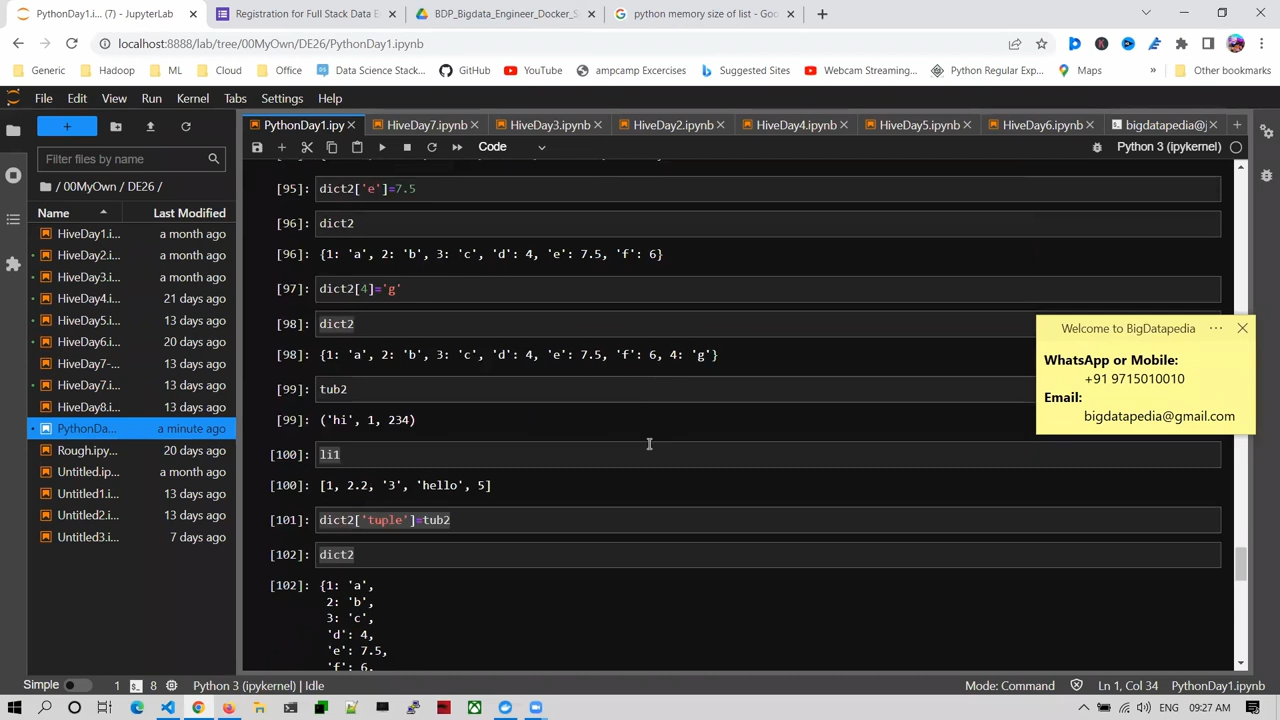 PythonDay1.i... (7) - JupyterLab
Registration for Full Stack Data E
BDP_Bigdata_Engineer_Docker_S
python memory size of list - Goo
localhost:8888/lab/tree/00MyOwn/DE26/PythonDay1.ipynb
Generic
Hadoop
ML
Cloud
Office
Data Science Stack...
GitHub
YouTube
ampcamp Excercises
Suggested Sites
Webcam Streaming...
Python Regular Exp...
Maps
»
Other bookmarks
File Edit View Run Kernel Tabs Settings Help
PythonDay1.ipy
HiveDay7.ipynb
HiveDay3.ipynb
HiveDay2.ipynb
HiveDay4.ipynb
HiveDay5.ipynb
HiveDay6.ipynb
bigdatapedia@j
Code
Python 3 (ipykernel)
Filter files by name
/ 00MyOwn / DE26 /
Name Last Modified
HiveDay1.i... a month ago
HiveDay2.i... a month ago
HiveDay3.i... a month ago
HiveDay4.i... 21 days ago
HiveDay5.i... 13 days ago
HiveDay6.i... 20 days ago
HiveDay7-... 13 days ago
HiveDay7.i... 13 days ago
HiveDay8.i... 13 days ago
PythonDa... a minute ago
Rough.ipy... 20 days ago
Untitled.ip... 7 days ago
Untitled1.i... 13 days ago
Untitled2.i... 13 days ago
Untitled3.i... 7 days ago
[95]: dict2['e']=7.5
[96]: dict2
[96]: {1: 'a', 2: 'b', 3: 'c', 'd': 4, 'e': 7.5, 'f': 6}
[97]: dict2[4]='g'
[98]: dict2
[98]: {1: 'a', 2: 'b', 3: 'c', 'd': 4, 'e': 7.5, 'f': 6, 4: 'g'}
[99]: tub2
[99]: ('hi', 1, 234)
[100]: li1
[100]: [1, 2.2, '3', 'hello', 5]
[101]: dict2['tuple']=tub2
[102]: dict2
[102]: {1: 'a',
2: 'b',
3: 'c',
'd': 4,
'e': 7.5,
'f': 6,
Welcome to BigDatapedia
WhatsApp or Mobile:
+91 9715010010
Email:
bigdatapedia@gmail.com
Simple 1 8 Python 3 (ipykernel) | Idle
Mode: Command Ln 1, Col 34 PythonDay1.ipynb
ENG 09:27 AM